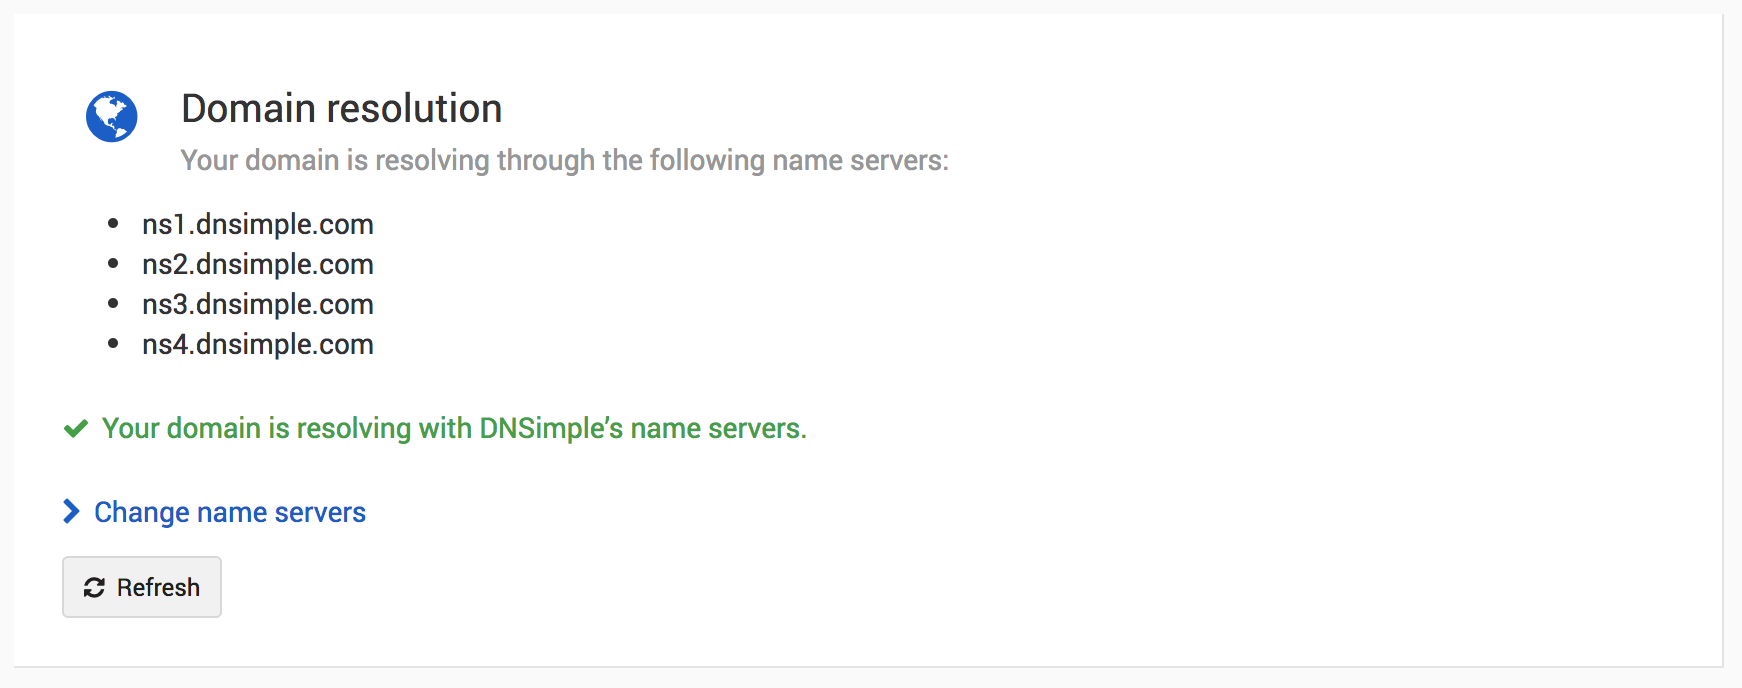 Domain resolution
Your domain is resolving through the following name servers:
ns1.dnsimple.com
ns2.dnsimple.com
ns3.dnsimple.com
ns4.dnsimple.com
Your domain is resolving with DNSimple’s name servers.
Change name servers
Refresh